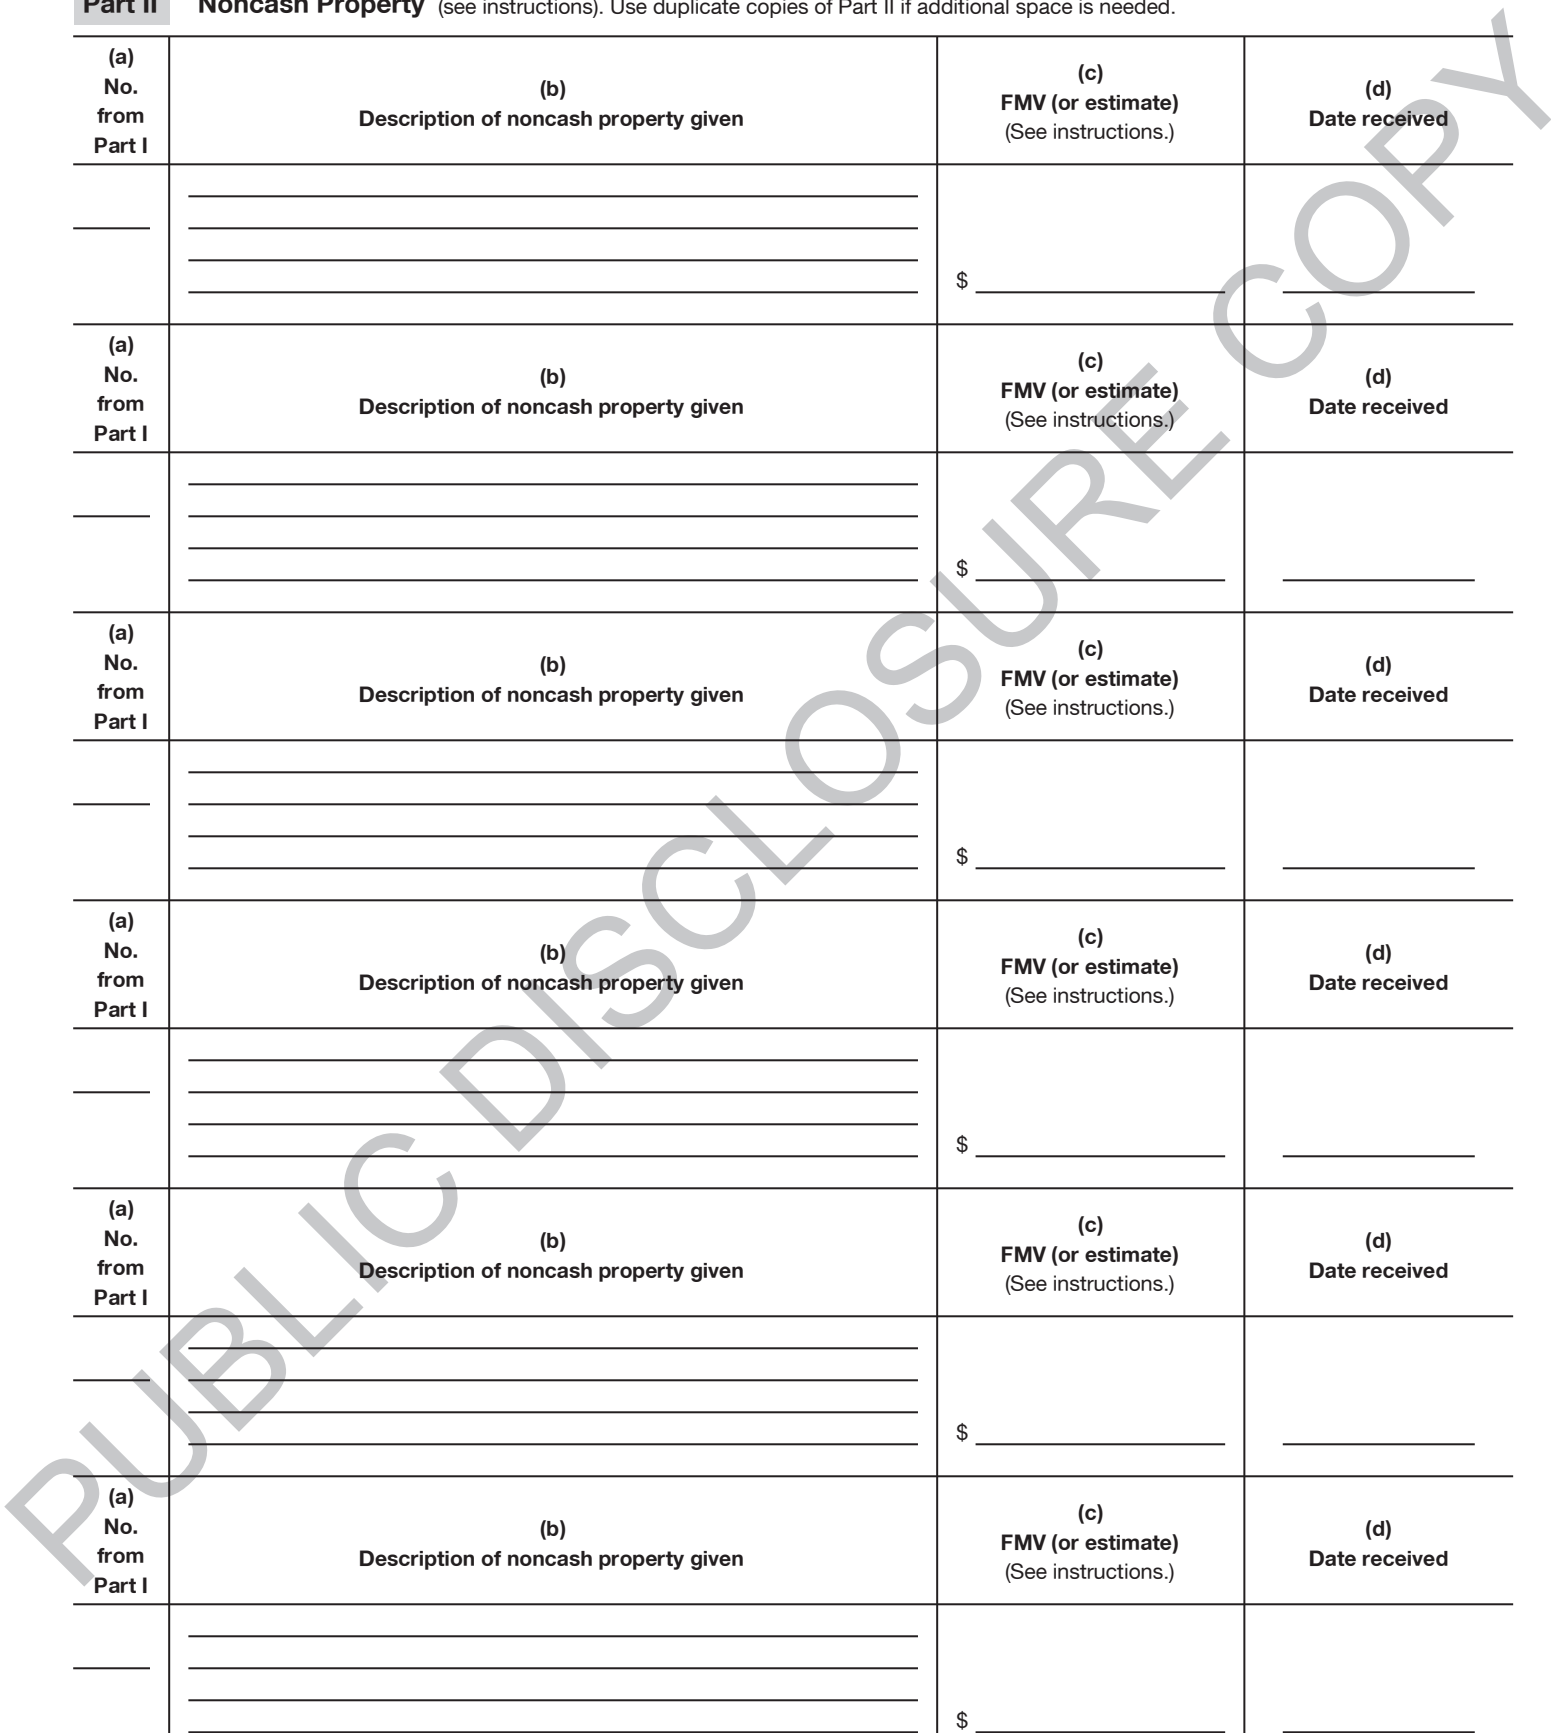 Part II Noncash Property (see instructions). Use duplicate copies of Part II if additional space is needed.
(a)
No.
from
Part I
(b)
Description of noncash property given
(c)
FMV (or estimate)
(See instructions.)
(d)
Date received
$
(a)
No.
from
Part I
(b)
Description of noncash property given
(c)
FMV (or estimate)
(See instructions.)
(d)
Date received
$
(a)
No.
from
Part I
(b)
Description of noncash property given
(c)
FMV (or estimate)
(See instructions.)
(d)
Date received
$
(a)
No.
from
Part I
(b)
Description of noncash property given
(c)
FMV (or estimate)
(See instructions.)
(d)
Date received
$
(a)
No.
from
Part I
(b)
Description of noncash property given
(c)
FMV (or estimate)
(See instructions.)
(d)
Date received
$
(a)
No.
from
Part I
(b)
Description of noncash property given
(c)
FMV (or estimate)
(See instructions.)
(d)
Date received
$
PUBLIC DISCLOSURE COPY